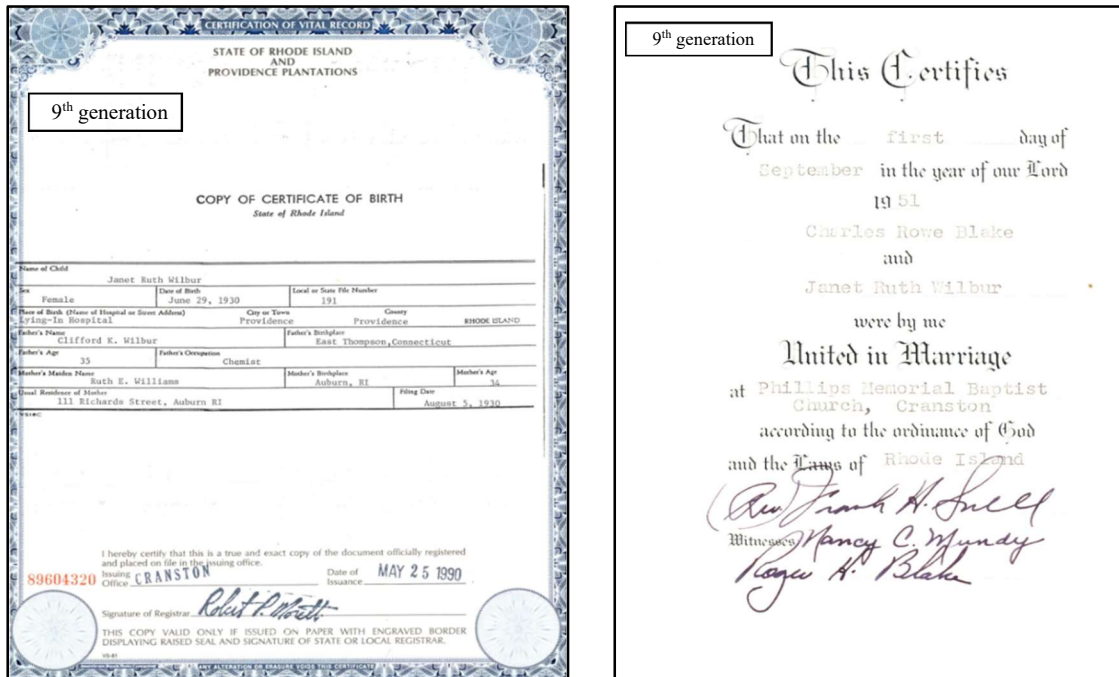 CERTIFICATION OF VITAL RECORD
STATE OF RHODE ISLAND
AND
PROVIDENCE PLANTATIONS
9th generation
COPY OF CERTIFICATE OF BIRTH
State of Rhode Island
Name of Child
Janet Ruth Wilbur
Sex Date of Birth Local or State File Number
Female June 29, 1930 191
Place of Birth (Name of Hospital or Street Address) City or Town County
Lying-In Hospital Providence Providence RHODE ISLAND
Father's Name Father's Birthplace
Clifford K. Wilbur East Thompson, Connecticut
Father's Age Father's Occupation
35 Chemist
Mother's Maiden Name Mother's Birthplace Mother's Age
Ruth E. Williams Auburn, RI 34
Usual Residence of Mother Filing Date
111 Richards Street, Auburn RI August 5, 1930
I hereby certify that this is a true and exact copy of the document officially registered
and placed on file in the issuing office.
89604320
Issuing Office CRANSTON Date of Issuance MAY 25 1990
Signature of Registrar Robert P.
THIS COPY VALID ONLY IF ISSUED ON PAPER WITH ENGRAVED BORDER
DISPLAYING RAISED SEAL AND SIGNATURE OF STATE OR LOCAL REGISTRAR.
VS-61
ANY ALTERATION OR ERASURE VOIDS THIS CERTIFICATE
9th generation
This Certifies
That on the first day of
September in the year of our Lord
19 51
Charles Rowe Blake
and
Janet Ruth Wilbur
were by me
United in Marriage
at Phillips Memorial Baptist
Church, Cranston
according to the ordinance of God
and the Laws of Rhode Island
(Rev) Frank H. Snell
Witnesses Nancy C. Mundy
Roger H. Blake